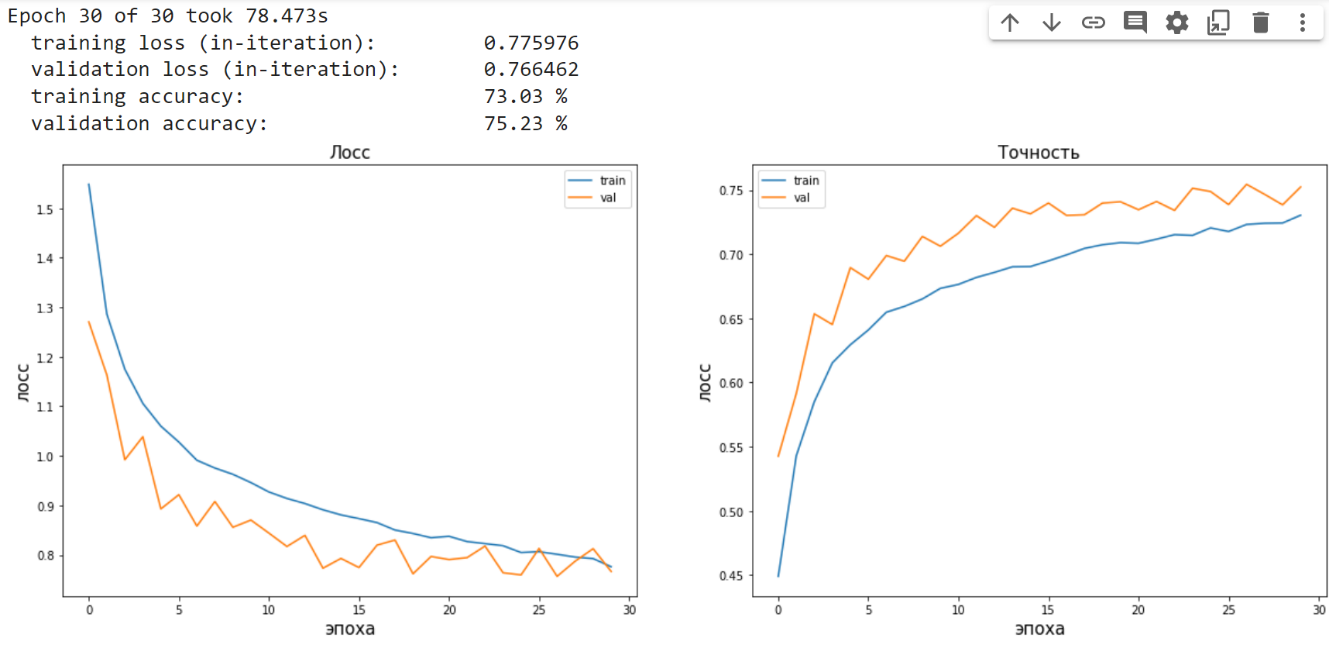 Epoch 30 of 30 took 78.473s
training loss (in-iteration): 0.775976
validation loss (in-iteration): 0.766462
training accuracy: 73.03 %
validation accuracy: 75.23 %
Лосс
train
val
1.5
1.4
1.3
1.2
1.1
1.0
0.9
0.8
лосс
0 5 10 15 20 25 30
эпоха
Точность
train
val
0.75
0.70
0.65
0.60
0.55
0.50
0.45
лосс
0 5 10 15 20 25 30
эпоха